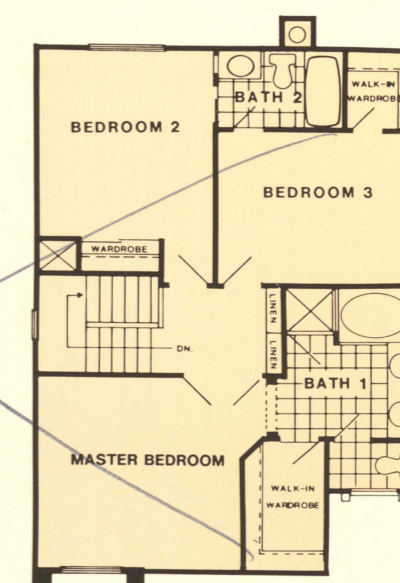 WALK-IN
WARDROBE
BATH 2
BEDROOM 2
BEDROOM 3
WARDROBE
LINEN
LINEN
DN.
BATH 1
MASTER BEDROOM
WALK-IN
WARDROBE